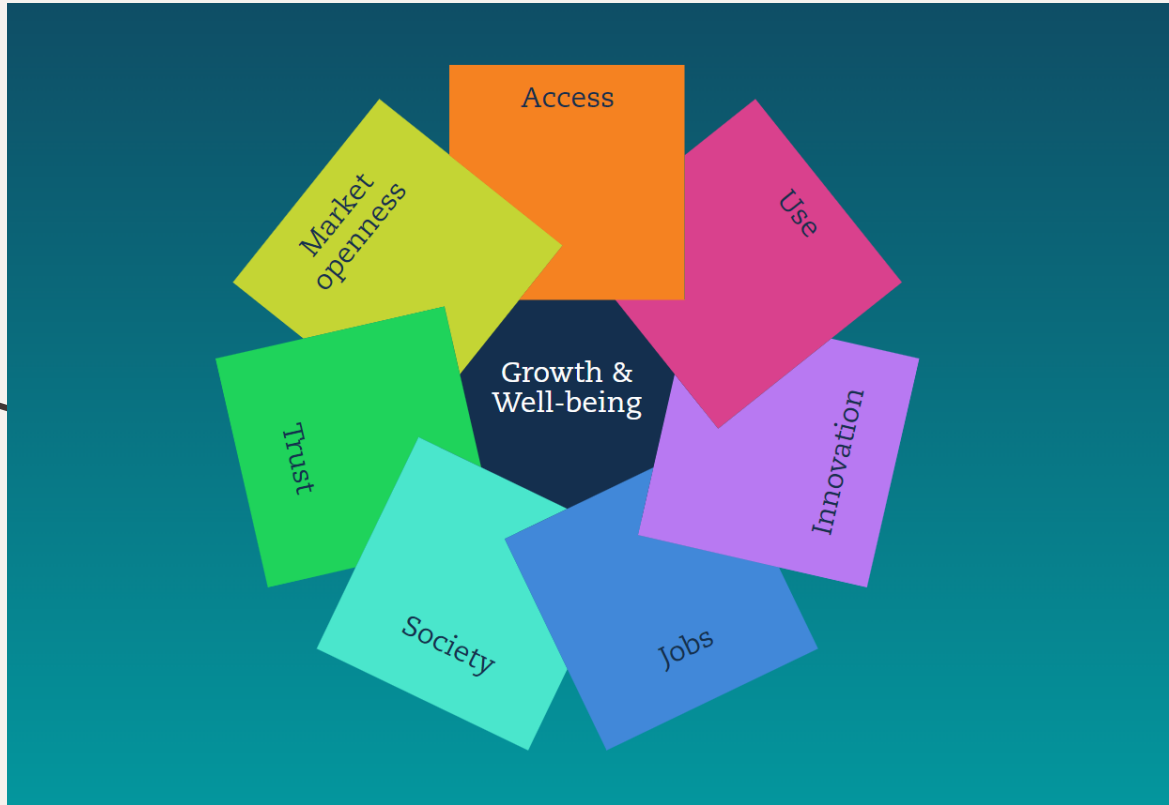 Access
Use
Innovation
Jobs
Society
Trust
Market
openness
Growth &
Well-being